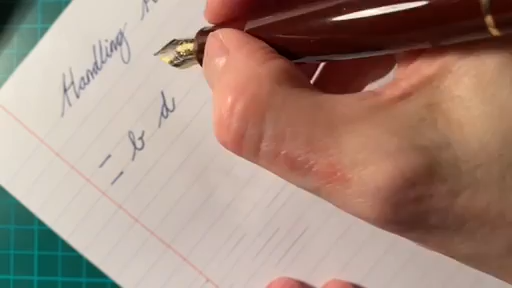 Handling
= b d